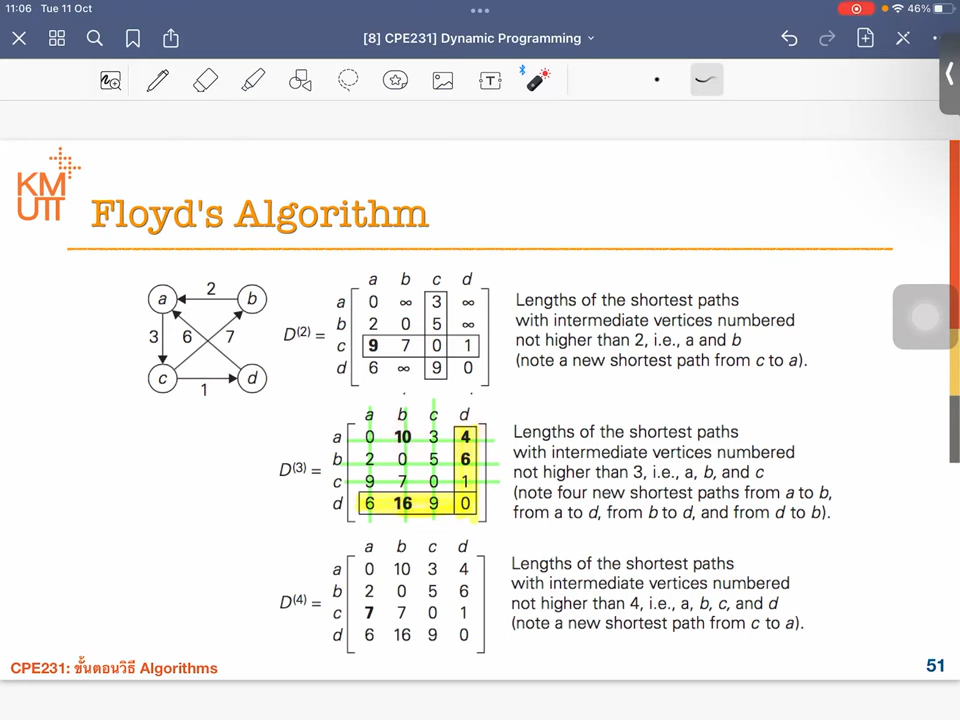 11:06 Tue 11 Oct
46%
[8] CPE231] Dynamic Programming
T
KM
UTT
Floyd's Algorithm
a 2 b
3 6 7
c 1 d
a b c d
a 0 ∞ 3 ∞
b 2 0 5 ∞
D(2) =
c 9 7 0 1
d 6 ∞ 9 0
Lengths of the shortest paths
with intermediate vertices numbered
not higher than 2, i.e., a and b
(note a new shortest path from c to a).
a b c d
a 0 10 3 4
b 2 0 5 6
D(3) =
c 9 7 0 1
d 6 16 9 0
Lengths of the shortest paths
with intermediate vertices numbered
not higher than 3, i.e., a, b, and c
(note four new shortest paths from a to b,
from a to d, from b to d, and from d to b).
a b c d
a 0 10 3 4
b 2 0 5 6
D(4) =
c 7 7 0 1
d 6 16 9 0
Lengths of the shortest paths
with intermediate vertices numbered
not higher than 4, i.e., a, b, c, and d
(note a new shortest path from c to a).
CPE231: ขั้นตอนวิธี Algorithms
51